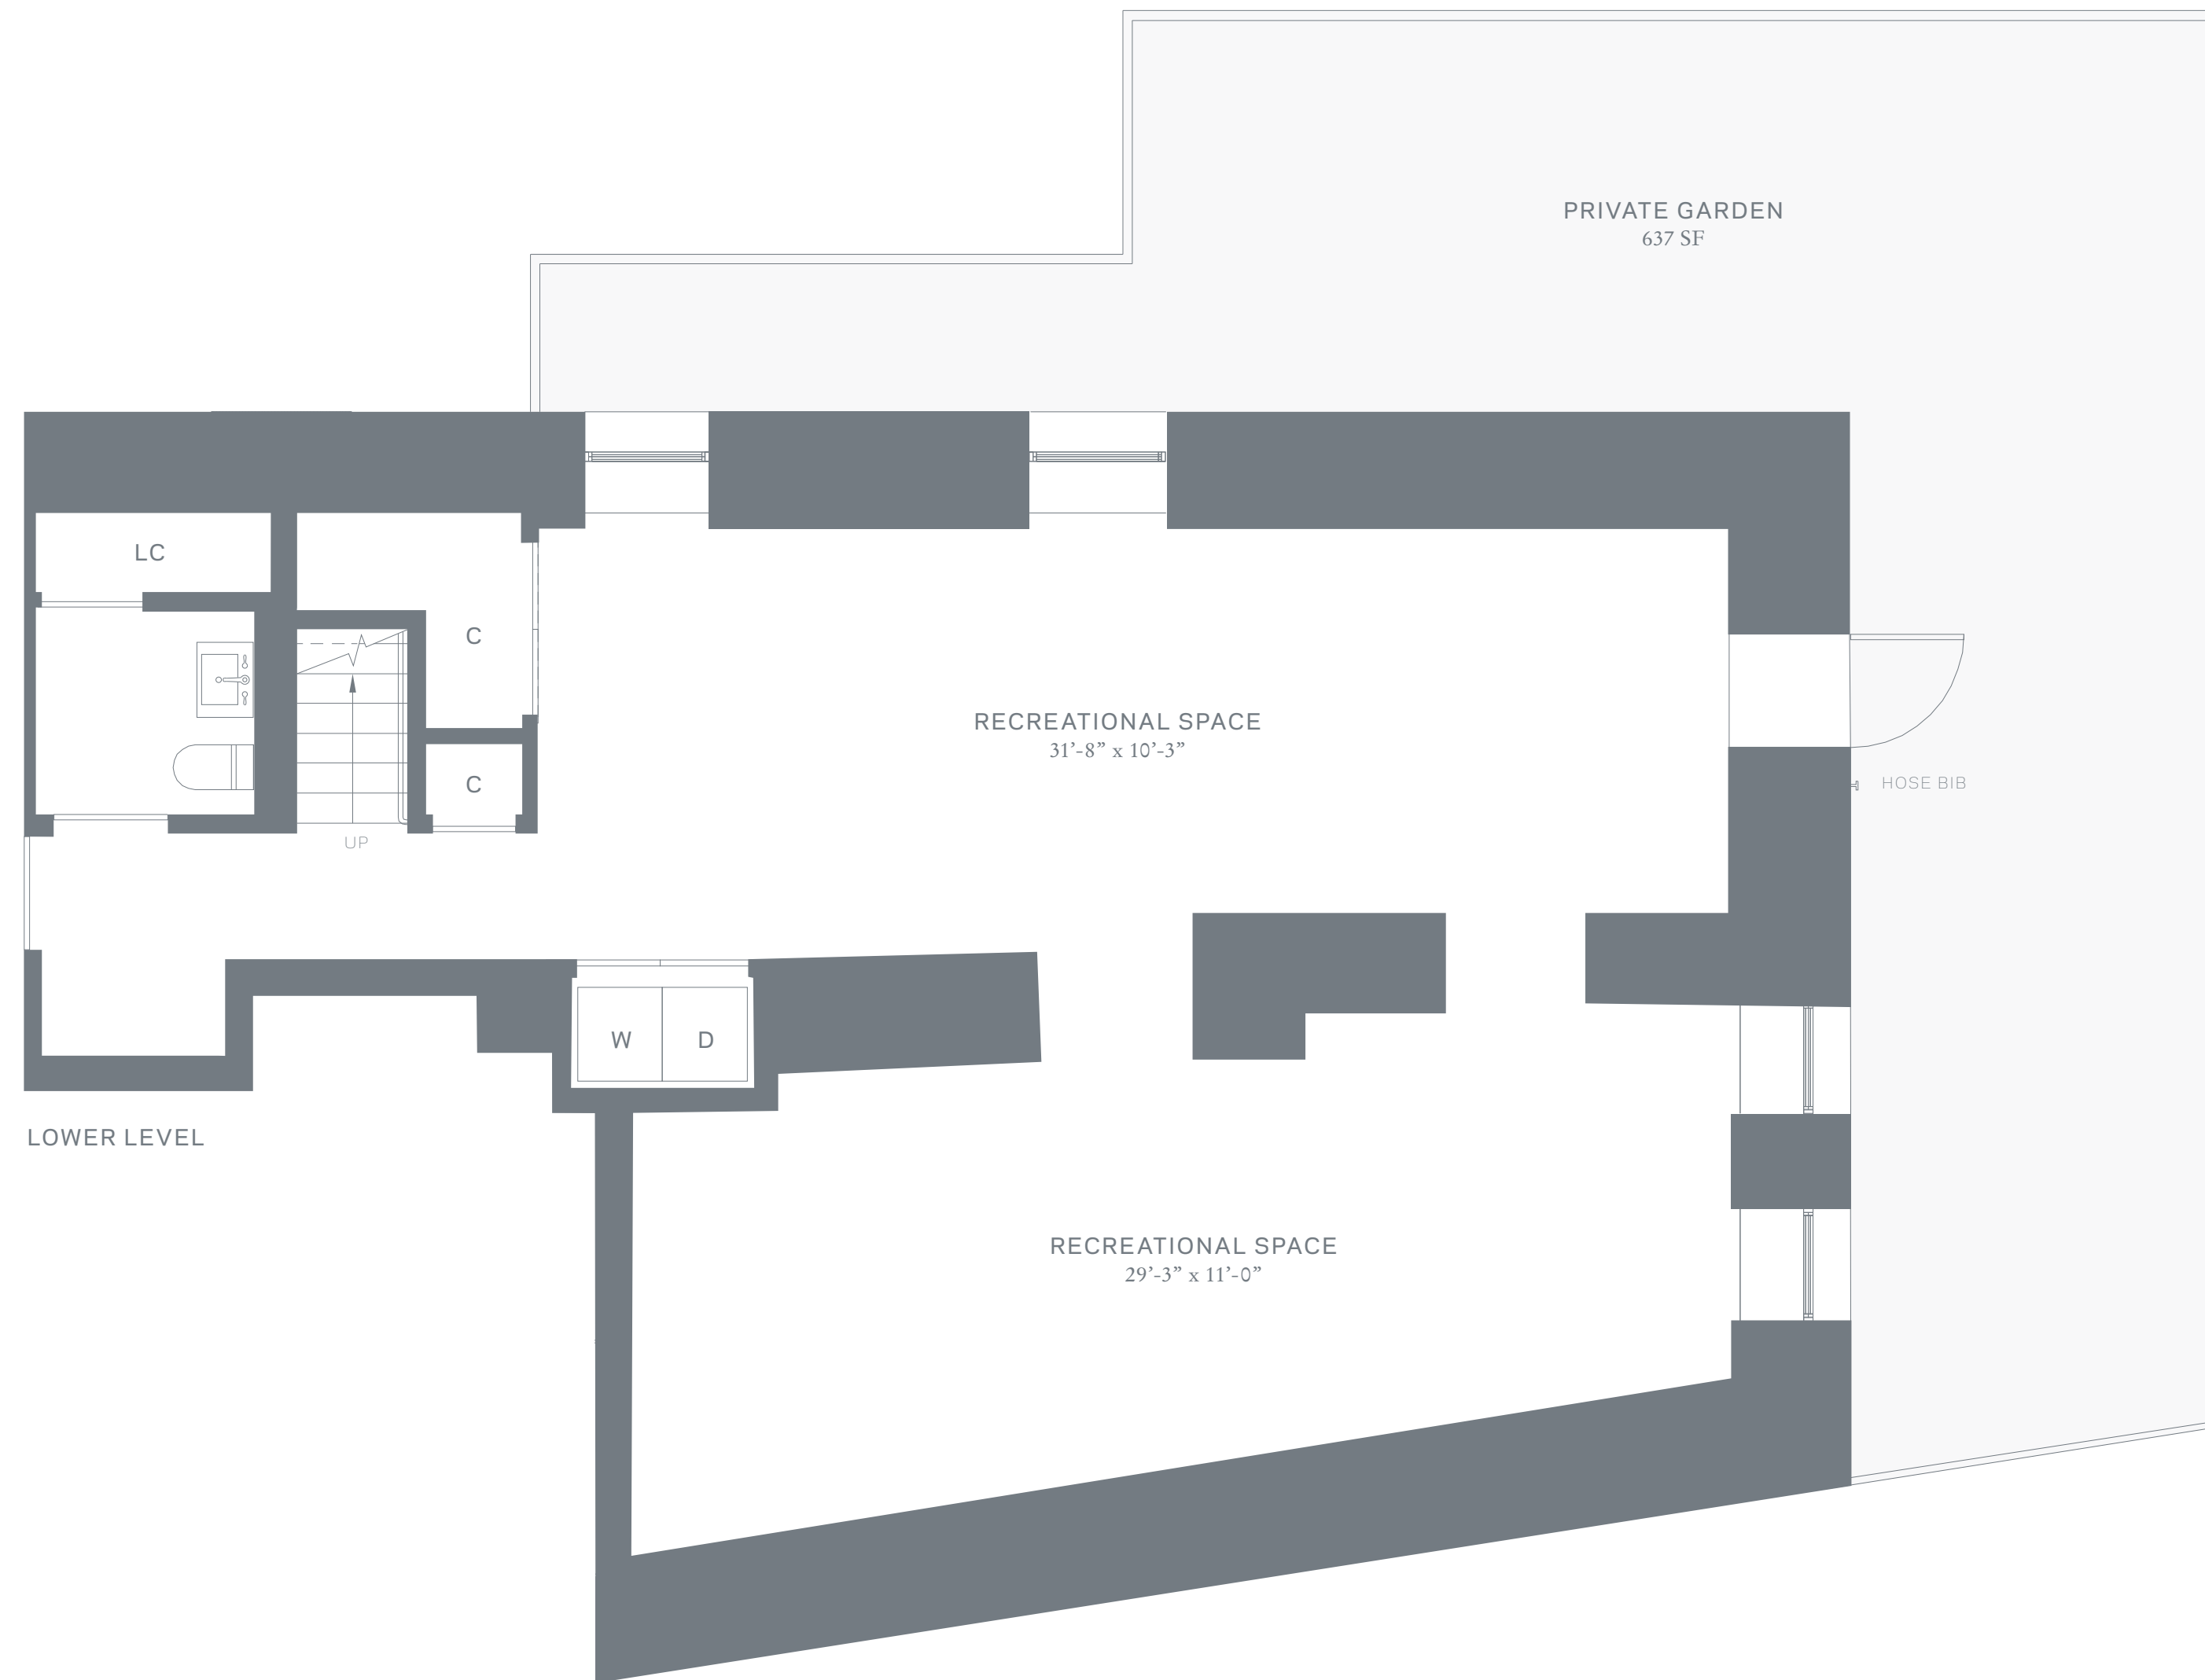 PRIVATE GARDEN
637 SF
LC
C
RECREATIONAL SPACE
31’-8” x 10’-3”
C
HOSE BIB
UP
W
D
LOWER LEVEL
RECREATIONAL SPACE
29’-3” x 11’-0”